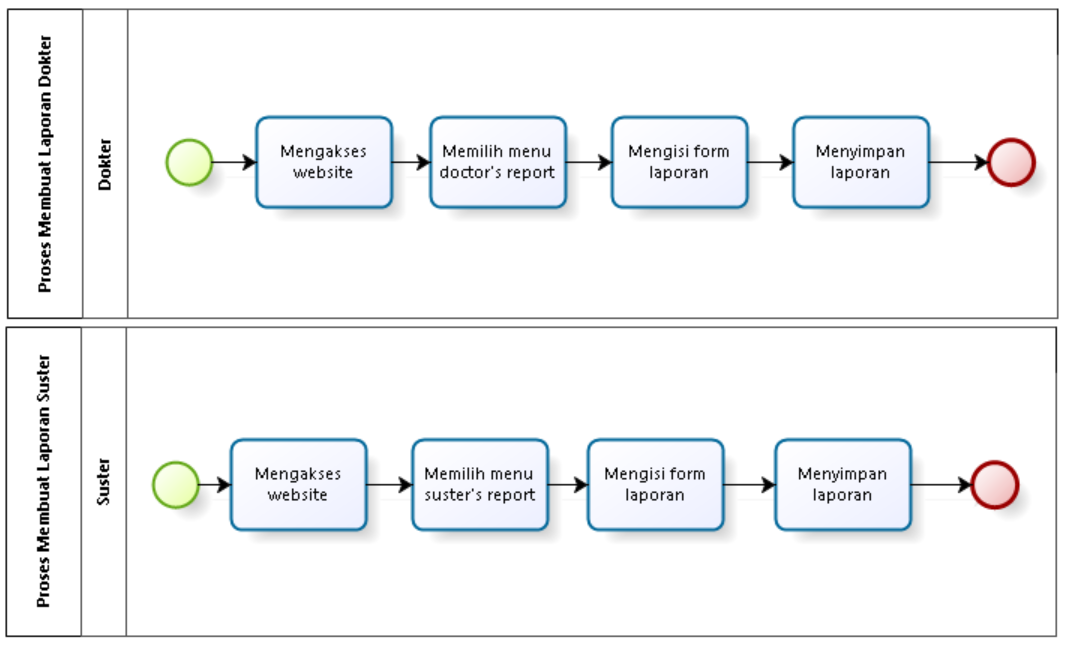 Proses Membuat Laporan Dokter
Dokter
Mengakses
website
Memilih menu
doctor's report
Mengisi form
laporan
Menyimpan
laporan
Proses Membuat Laporan Suster
Suster
Mengakses
website
Memilih menu
suster's report
Mengisi form
laporan
Menyimpan
laporan